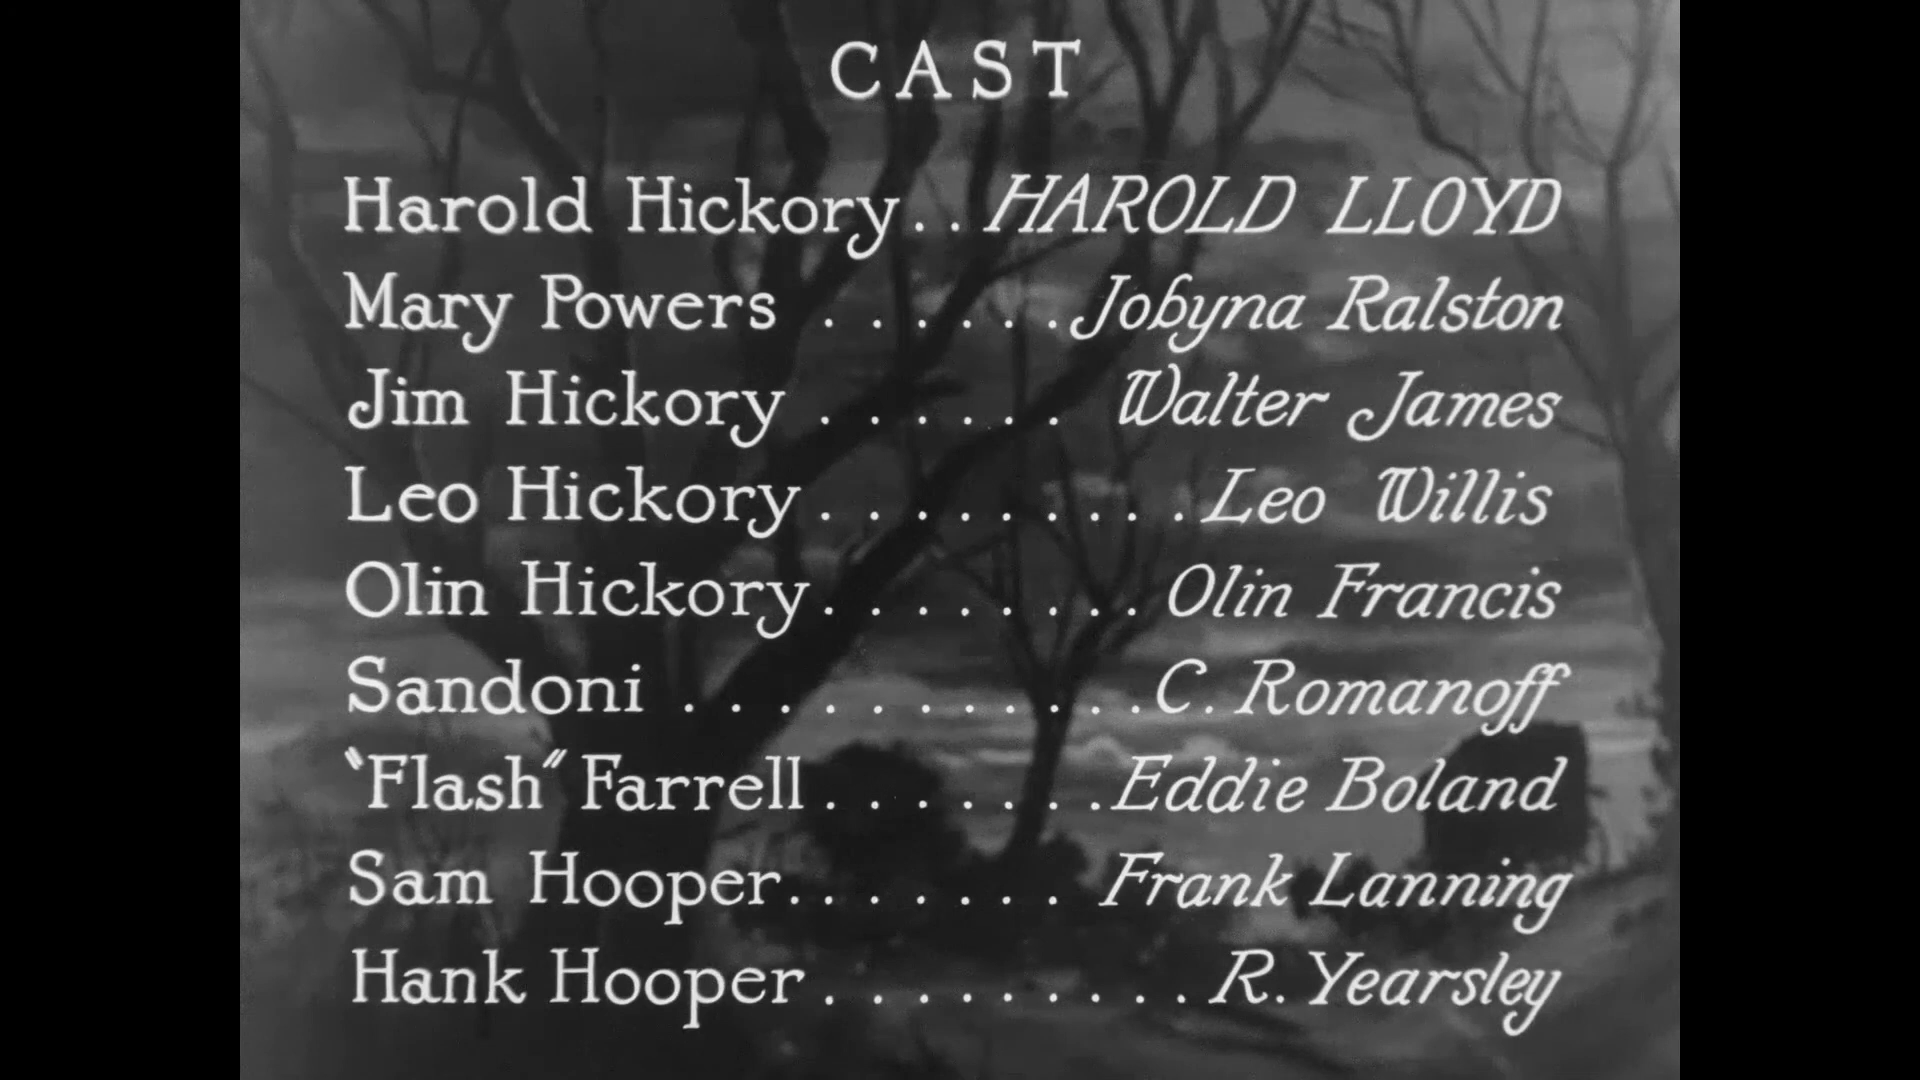 CAST
Harold Hickory . . HAROLD LLOYD
Mary Powers . . . . . . Jobyna Ralston
Jim Hickory . . . . . . Walter James
Leo Hickory . . . . . . . . . Leo Willis
Olin Hickory . . . . . . . . Olin Francis
Sandoni . . . . . . . . . . . C. Romanoff
"Flash" Farrell . . . . . . . Eddie Boland
Sam Hooper . . . . . . . Frank Lanning
Hank Hooper . . . . . . . . . R. Yearsley